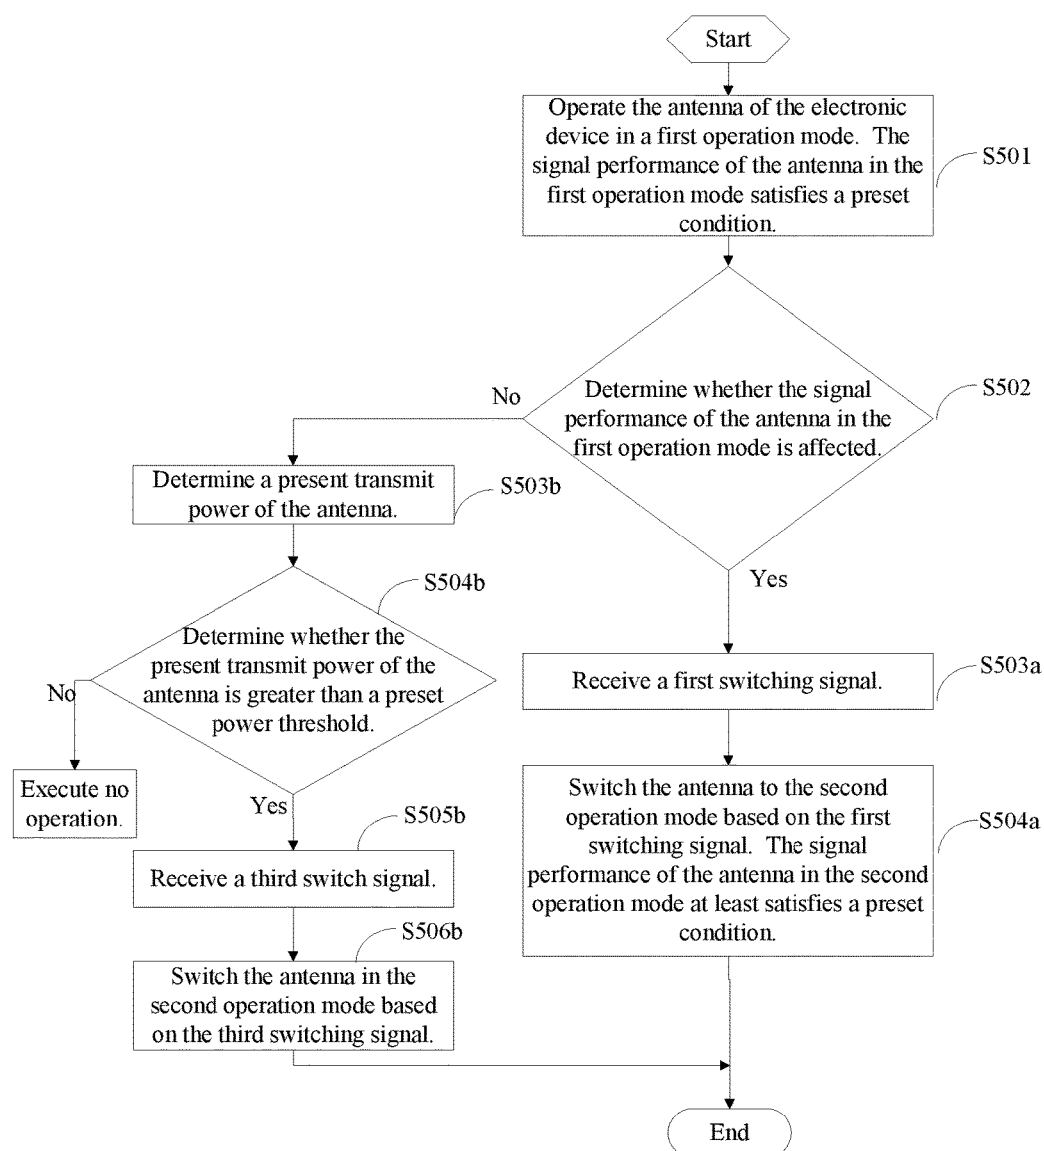 Start
Operate the antenna of the electronic
device in a first operation mode. The
signal performance of the antenna in the
first operation mode satisfies a preset
condition.
S501
Determine whether the signal
performance of the antenna in the
first operation mode is affected.
S502
No
Yes
Determine a present transmit
power of the antenna.
S503b
S504b
Determine whether the
present transmit power of the
antenna is greater than a preset
power threshold.
No
Execute no
operation.
Yes
S505b
Receive a third switch signal.
S506b
Switch the antenna in the
second operation mode based
on the third switching signal.
Receive a first switching signal.
S503a
Switch the antenna to the second
operation mode based on the first
switching signal. The signal
performance of the antenna in the second
operation mode at least satisfies a preset
condition.
S504a
End